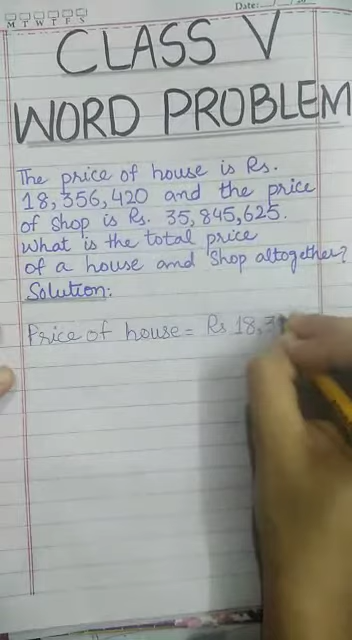 Date:
M T W T F S
CLASS V
WORD PROBLEM
The price of house is Rs.
18,356,420 and the price
of shop is Rs. 35,845,625.
What is the total price
of a house and shop altogether?
Solution:
Price of house = Rs 18,3